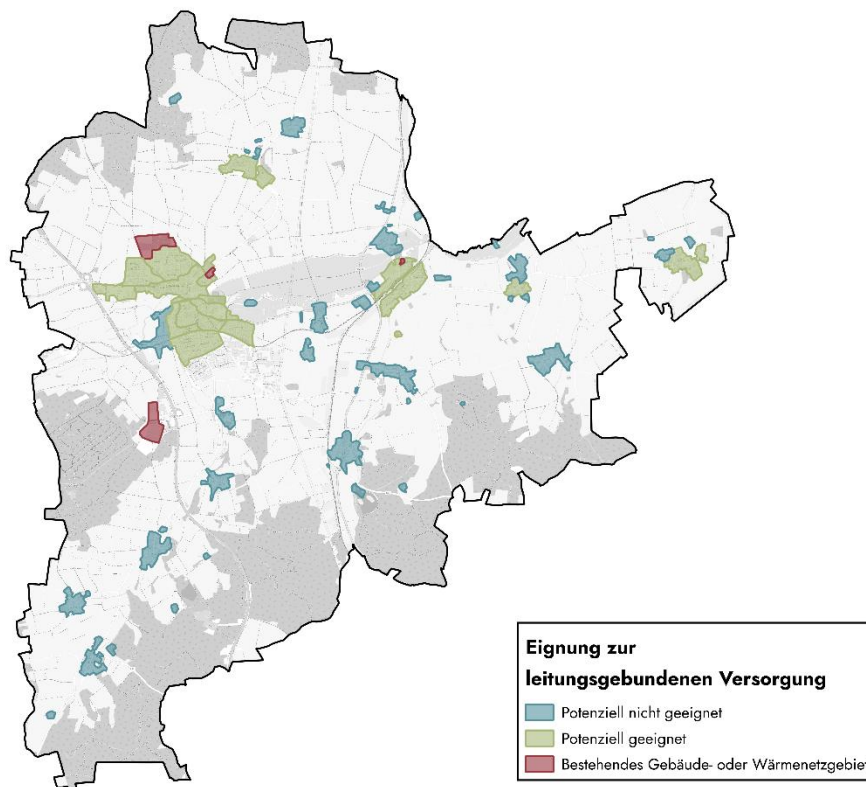 Eignung zur
leitungsgebundenen Versorgung
Potenziell nicht geeignet
Potenziell geeignet
Bestehendes Gebäude- oder Wärmenetzgebiet